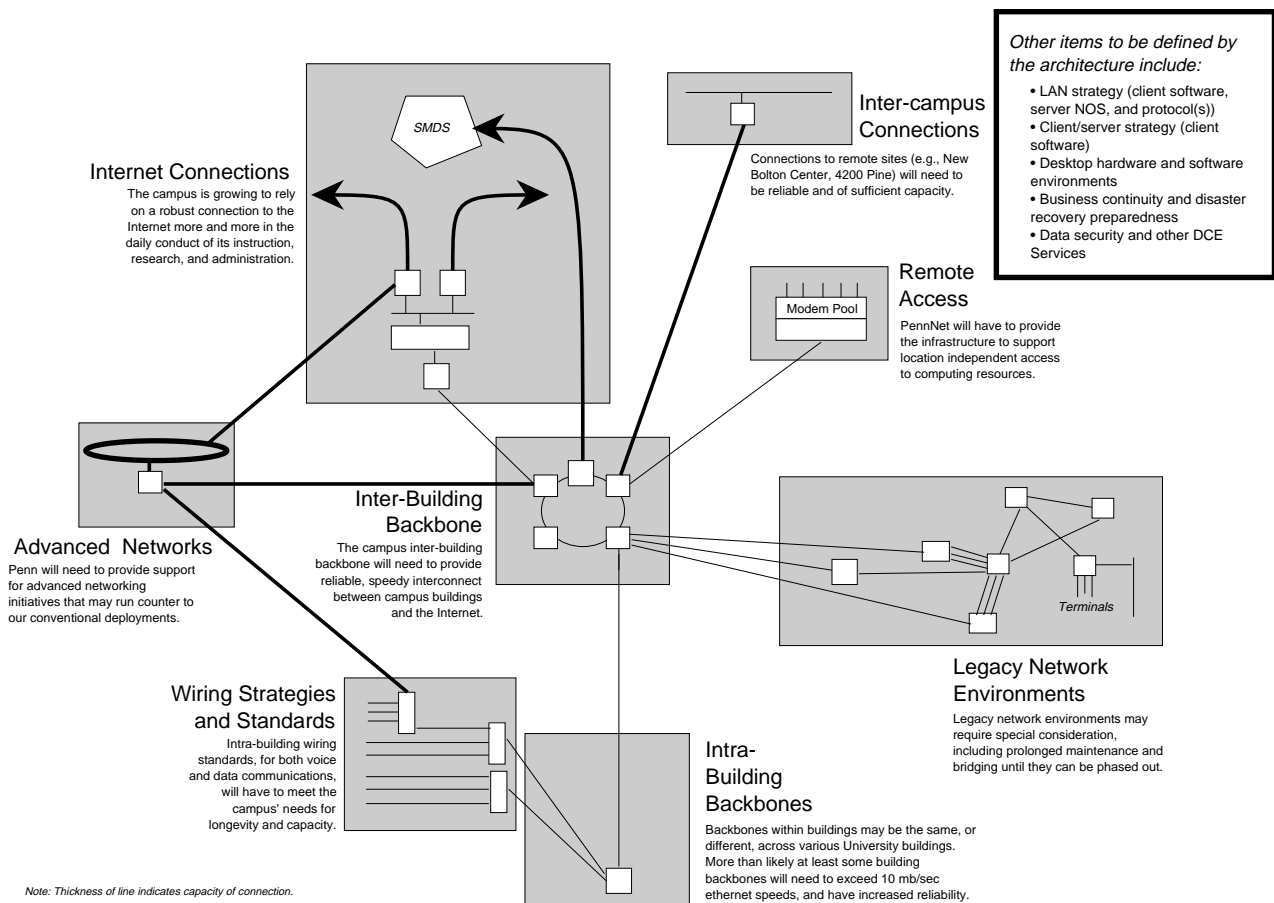 Other items to be defined by
the architecture include:
• LAN strategy (client software,
server NOS, and protocol(s))
• Client/server strategy (client
software)
• Desktop hardware and software
environments
• Business continuity and disaster
recovery preparedness
• Data security and other DCE
Services
SMDS
Internet Connections
The campus is growing to rely
on a robust connection to the
Internet more and more in the
daily conduct of its instruction,
research, and administration.
Inter-campus
Connections
Connections to remote sites (e.g., New
Bolton Center, 4200 Pine) will need to
be reliable and of sufficient capacity.
Remote
Access
Modem Pool
PennNet will have to provide
the infrastructure to support
location independent access
to computing resources.
Advanced Networks
Penn will need to provide support
for advanced networking
initiatives that may run counter to
our conventional deployments.
Inter-Building
Backbone
The campus inter-building
backbone will need to provide
reliable, speedy interconnect
between campus buildings
and the Internet.
Terminals
Legacy Network
Environments
Legacy network environments may
require special consideration,
including prolonged maintenance and
bridging until they can be phased out.
Wiring Strategies
and Standards
Intra-building wiring
standards, for both voice
and data communications,
will have to meet the
campus' needs for
longevity and capacity.
Intra-
Building
Backbones
Backbones within buildings may be the same, or
different, across various University buildings.
More than likely at least some building
backbones will need to exceed 10 mb/sec
ethernet speeds, and have increased reliability.
Note: Thickness of line indicates capacity of connection.